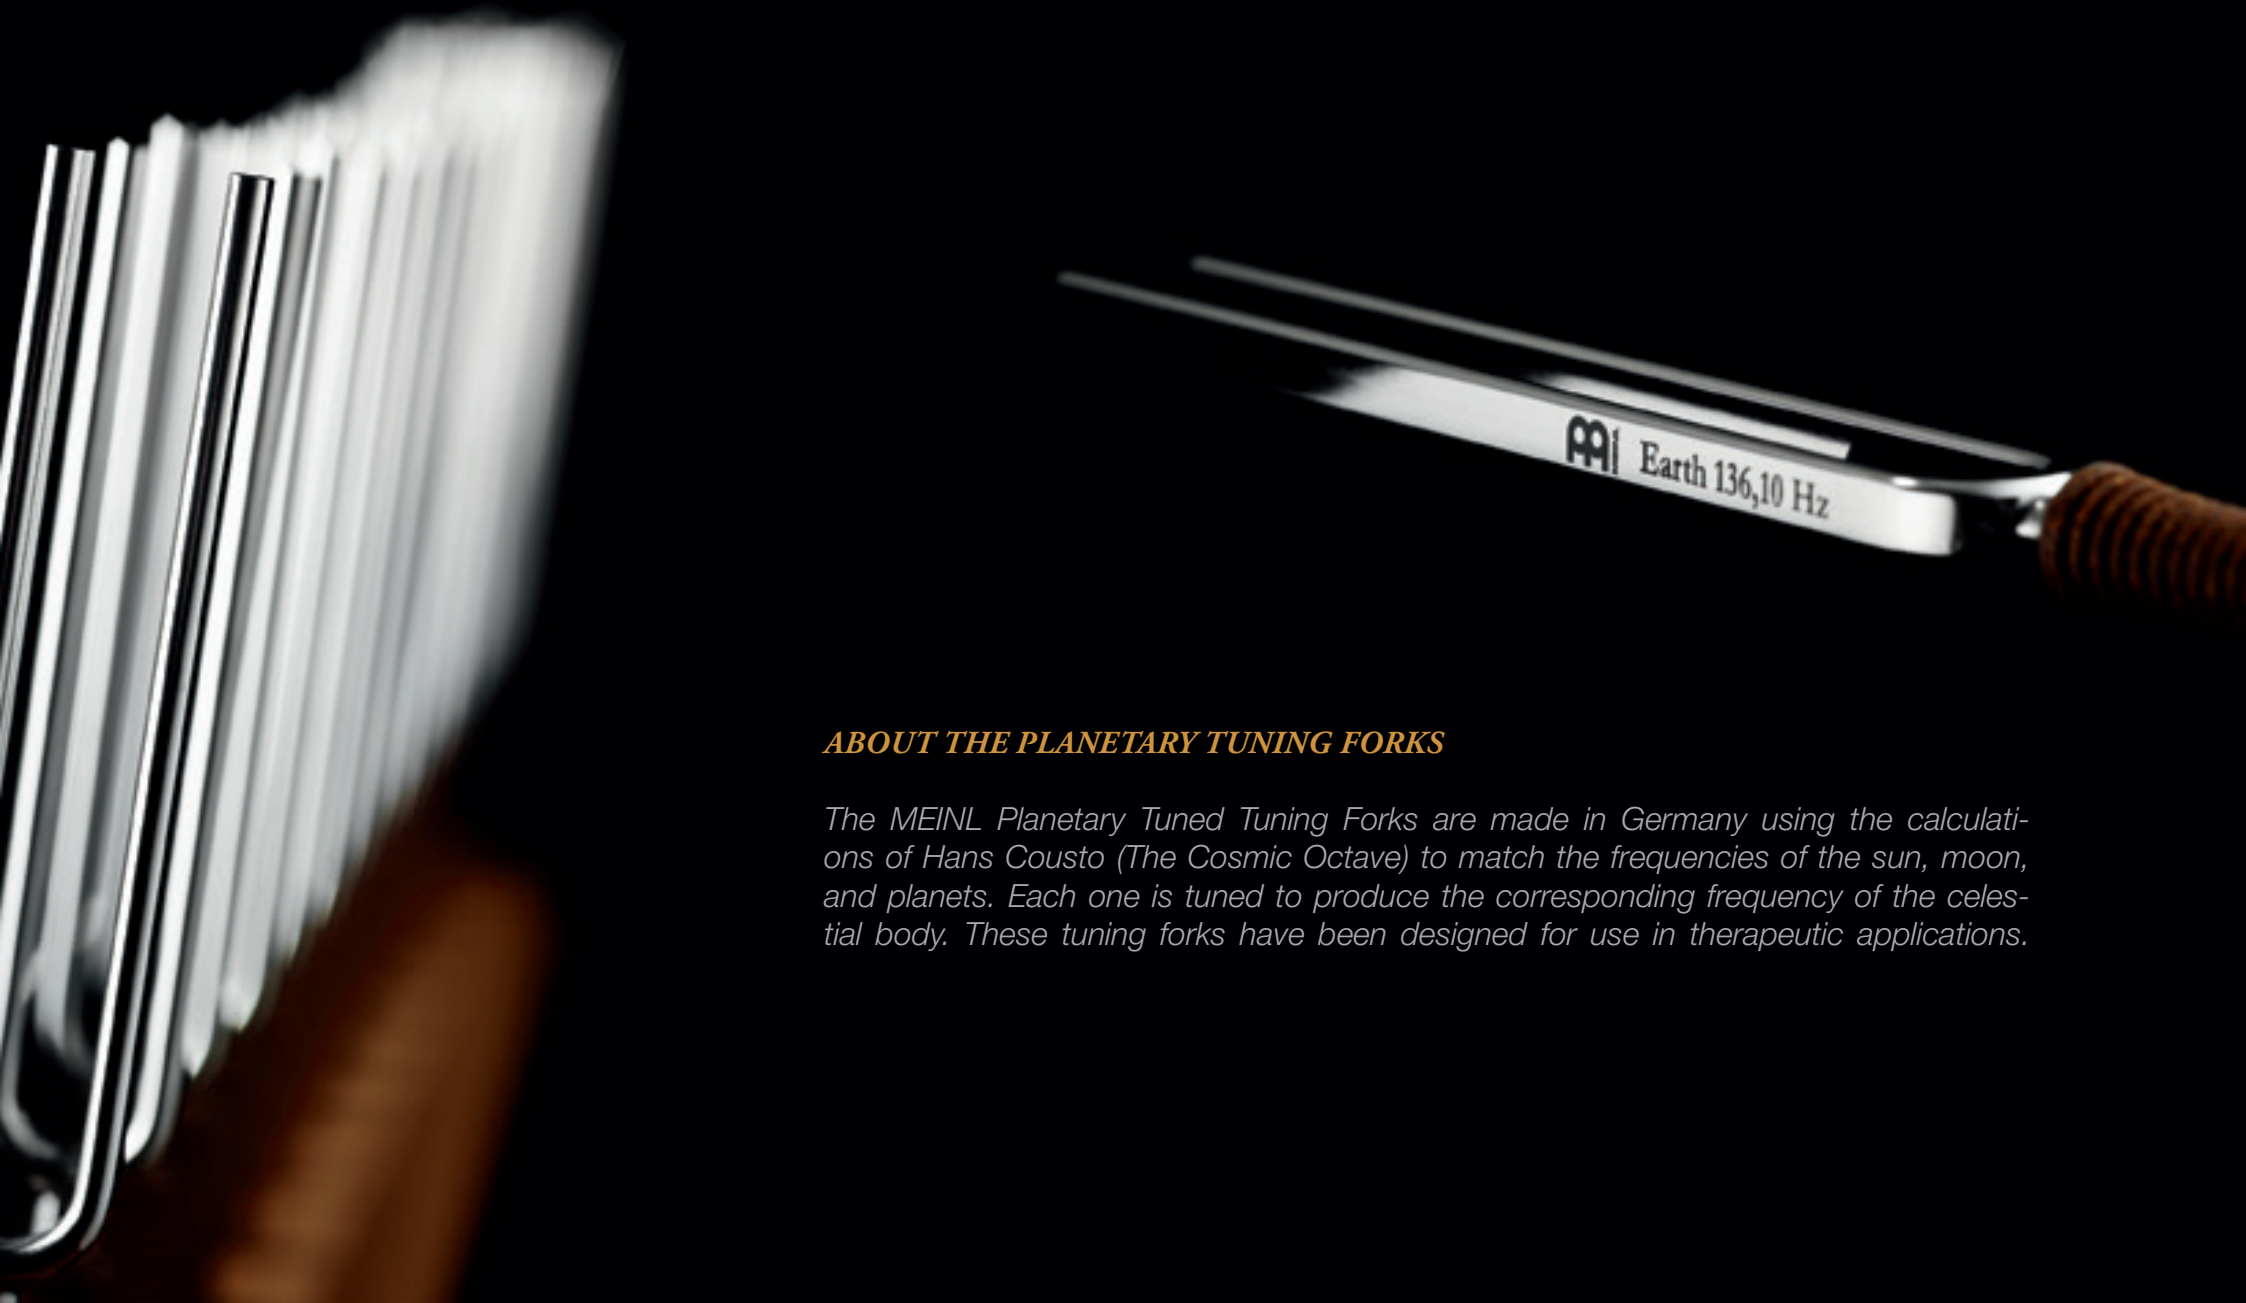 Earth 136,10 Hz
ABOUT THE PLANETARY TUNING FORKS
The MEINL Planetary Tuned Tuning Forks are made in Germany using the calculati-
ons of Hans Cousto (The Cosmic Octave) to match the frequencies of the sun, moon,
and planets. Each one is tuned to produce the corresponding frequency of the celes-
tial body. These tuning forks have been designed for use in therapeutic applications.